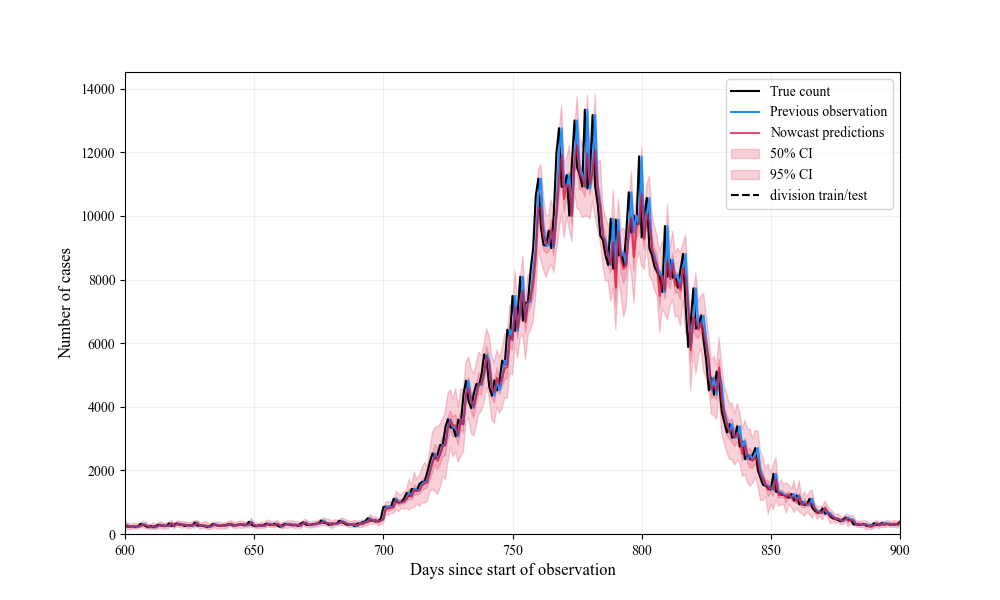 14000
12000
10000
8000
6000
4000
2000
0
600
650
700
750
800
850
900
Number of cases
Days since start of observation
True count
Previous observation
Nowcast predictions
50% CI
95% CI
division train/test